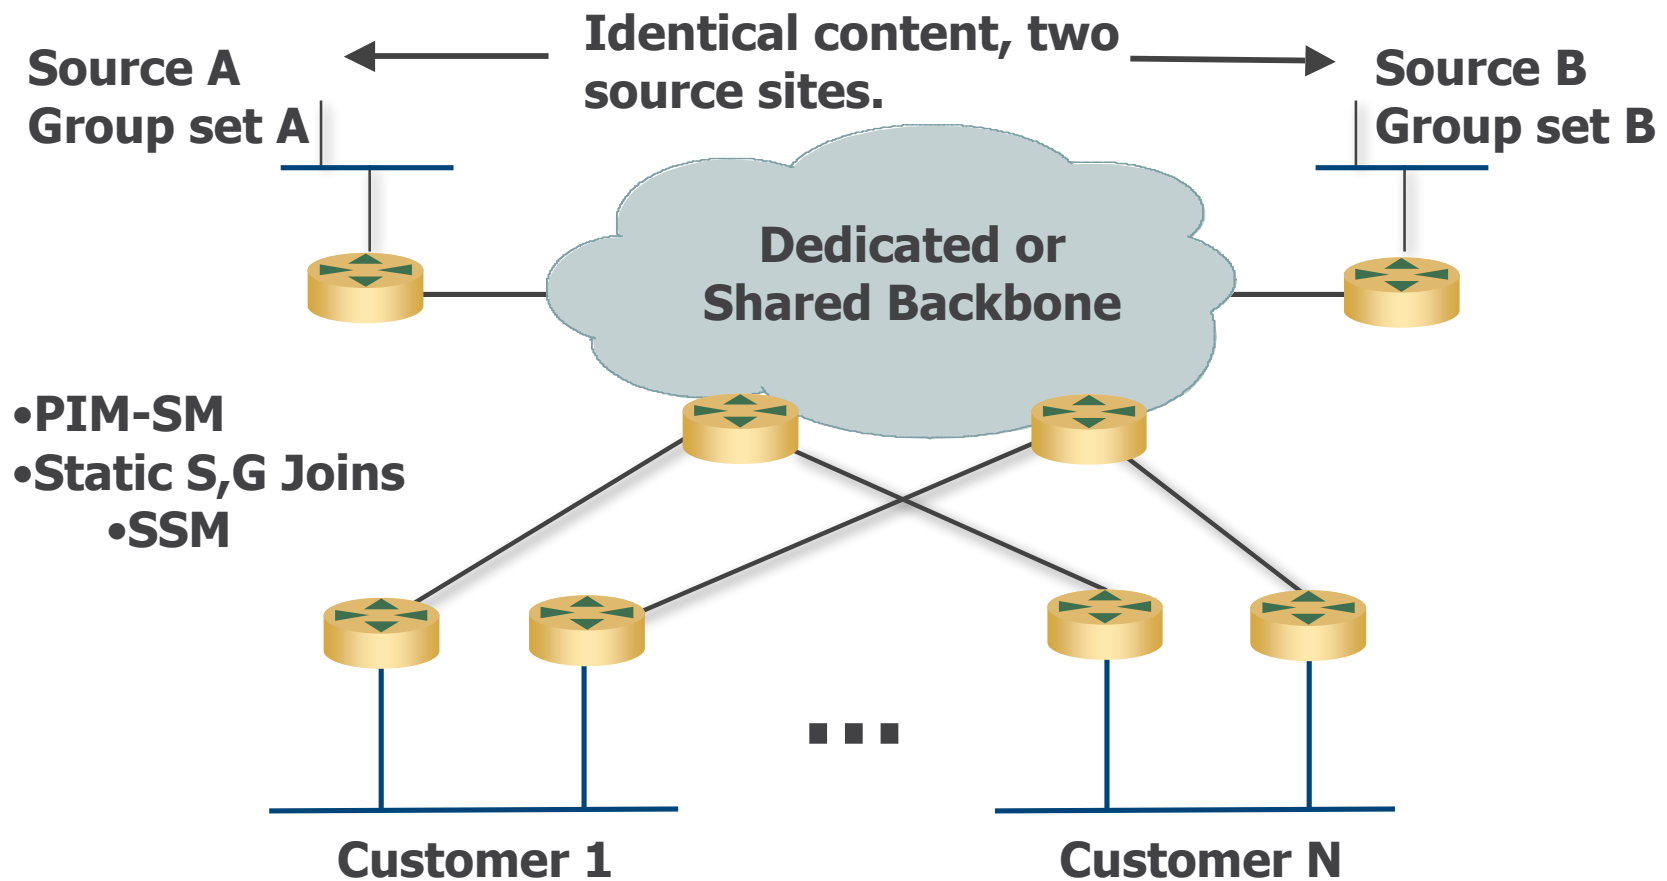 Identical content, two
source sites.
Source A
Group set A
Source B
Group set B
Dedicated or
Shared Backbone
•PIM-SM
•Static S,G Joins
•SSM
...
Customer 1
Customer N